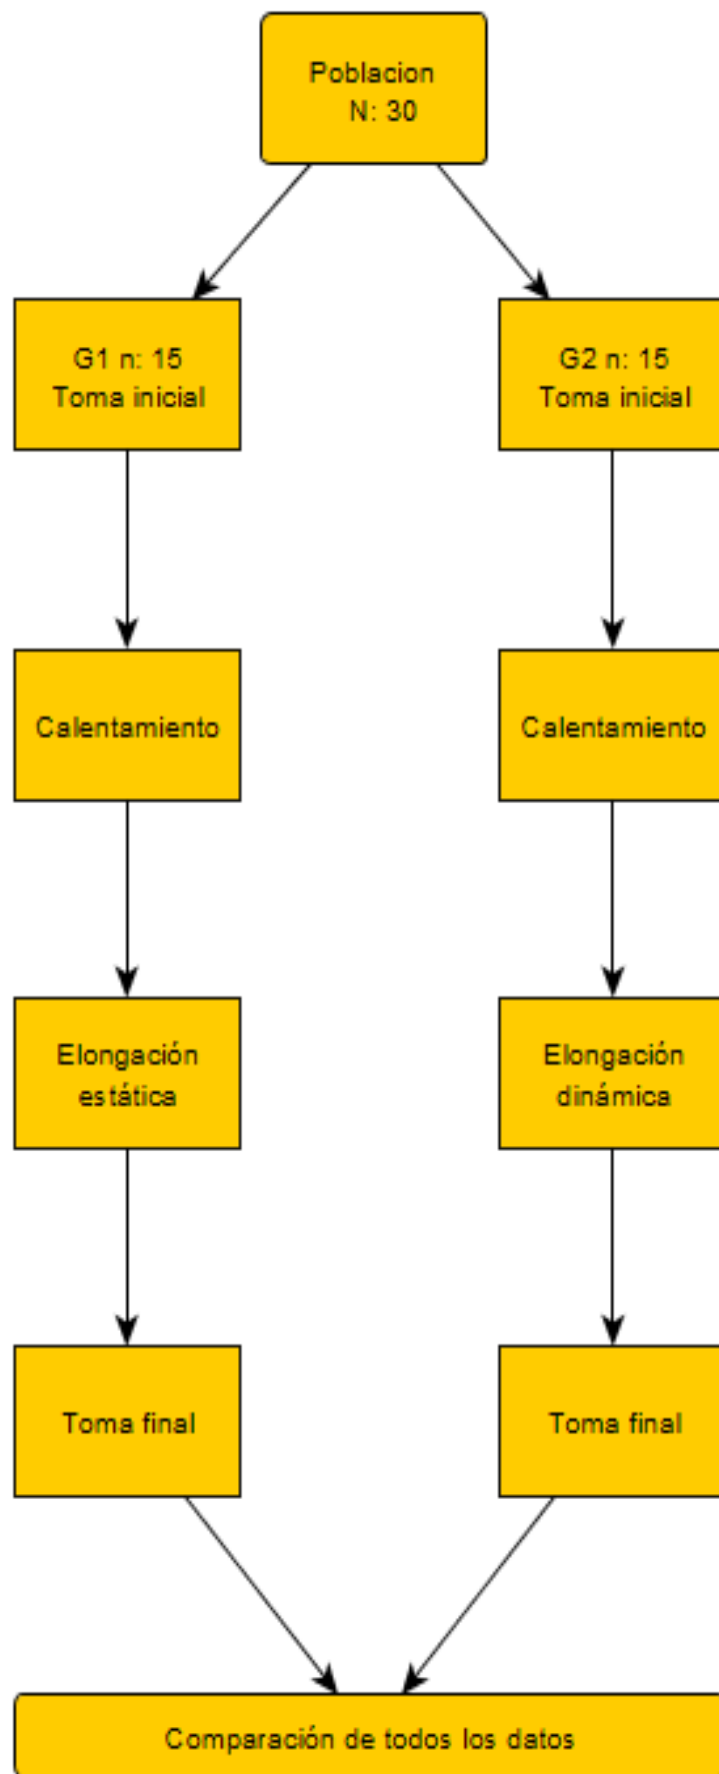 Poblacion
N: 30
G1 n: 15
Toma inicial
G2 n: 15
Toma inicial
Calentamiento
Calentamiento
Elongación
estática
Elongación
dinámica
Toma final
Toma final
Comparación de todos los datos